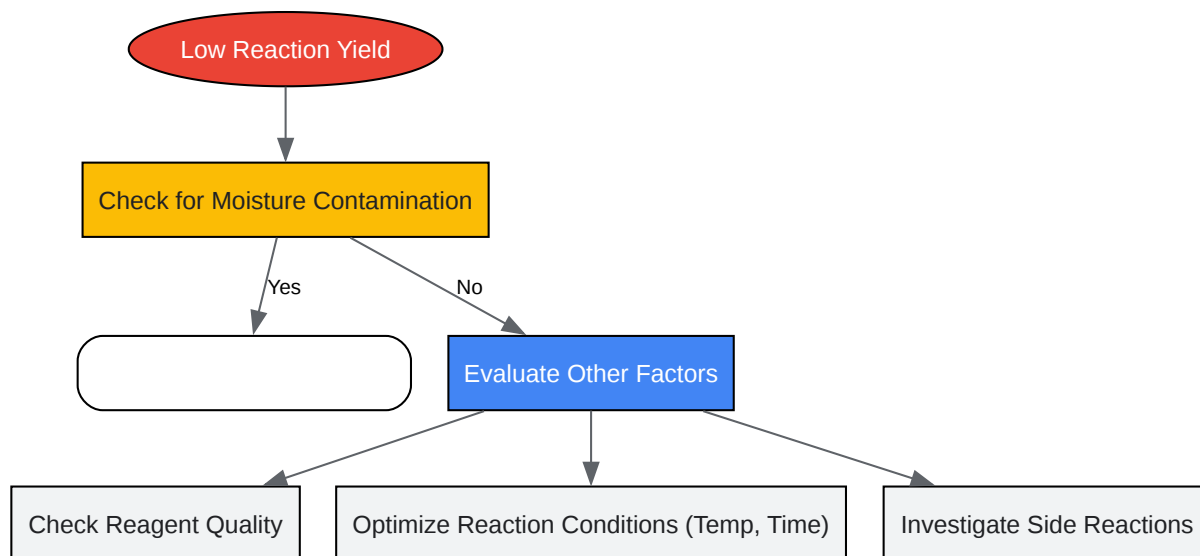 Low Reaction Yield
Check for Moisture Contamination
Yes
No
Evaluate Other Factors
Check Reagent Quality
Optimize Reaction Conditions (Temp, Time)
Investigate Side Reactions